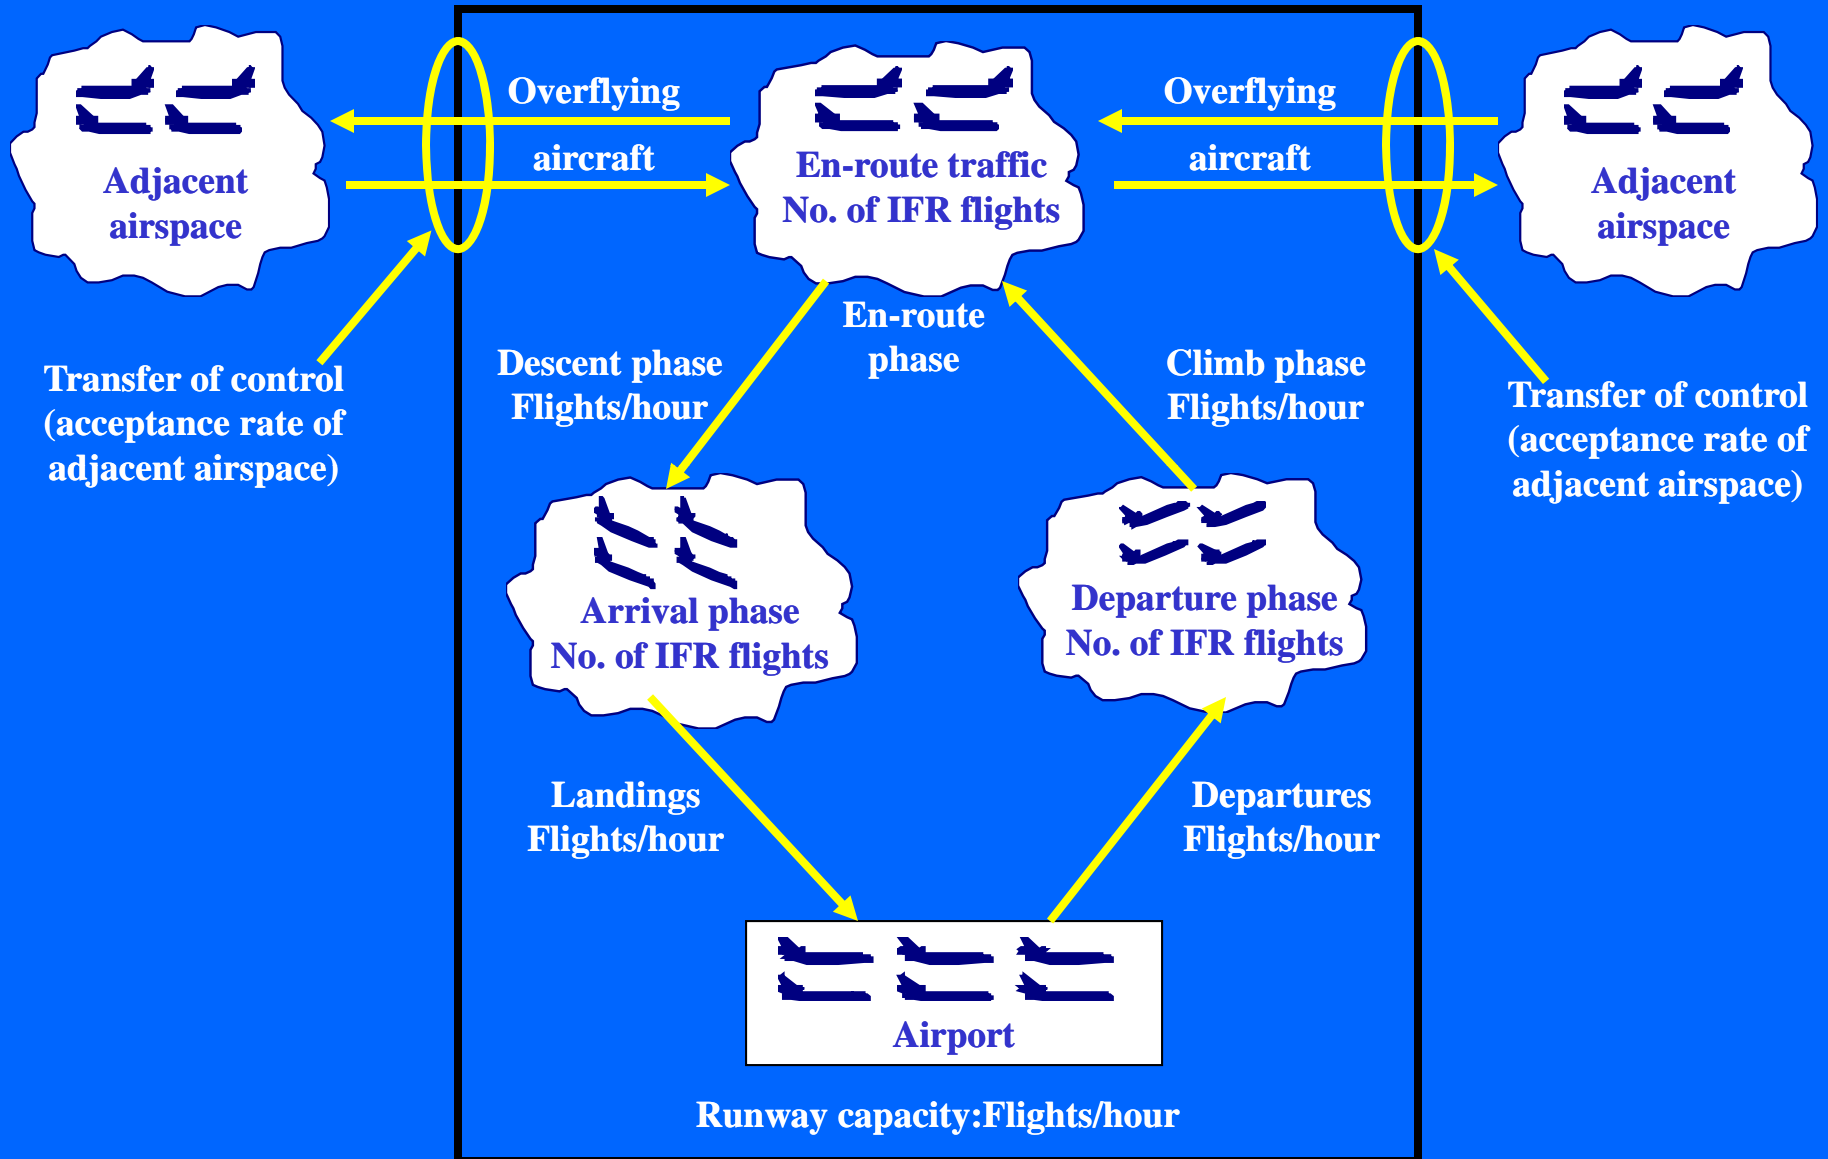 Adjacent
airspace
Overflying
aircraft
En-route traffic
No. of IFR flights
Overflying
aircraft
Adjacent
airspace
Transfer of control
(acceptance rate of
adjacent airspace)
Descent phase
Flights/hour
En-route
phase
Climb phase
Flights/hour
Transfer of control
(acceptance rate of
adjacent airspace)
Arrival phase
No. of IFR flights
Departure phase
No. of IFR flights
Landings
Flights/hour
Departures
Flights/hour
Airport
Runway capacity:Flights/hour